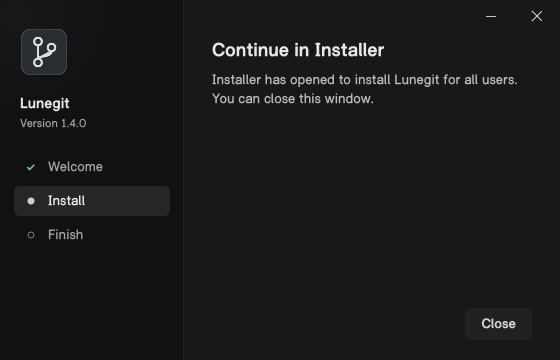 Lunegit
Version 1.4.0
Welcome
Install
Finish
Continue in Installer
Installer has opened to install Lunegit for all users.
You can close this window.
Close